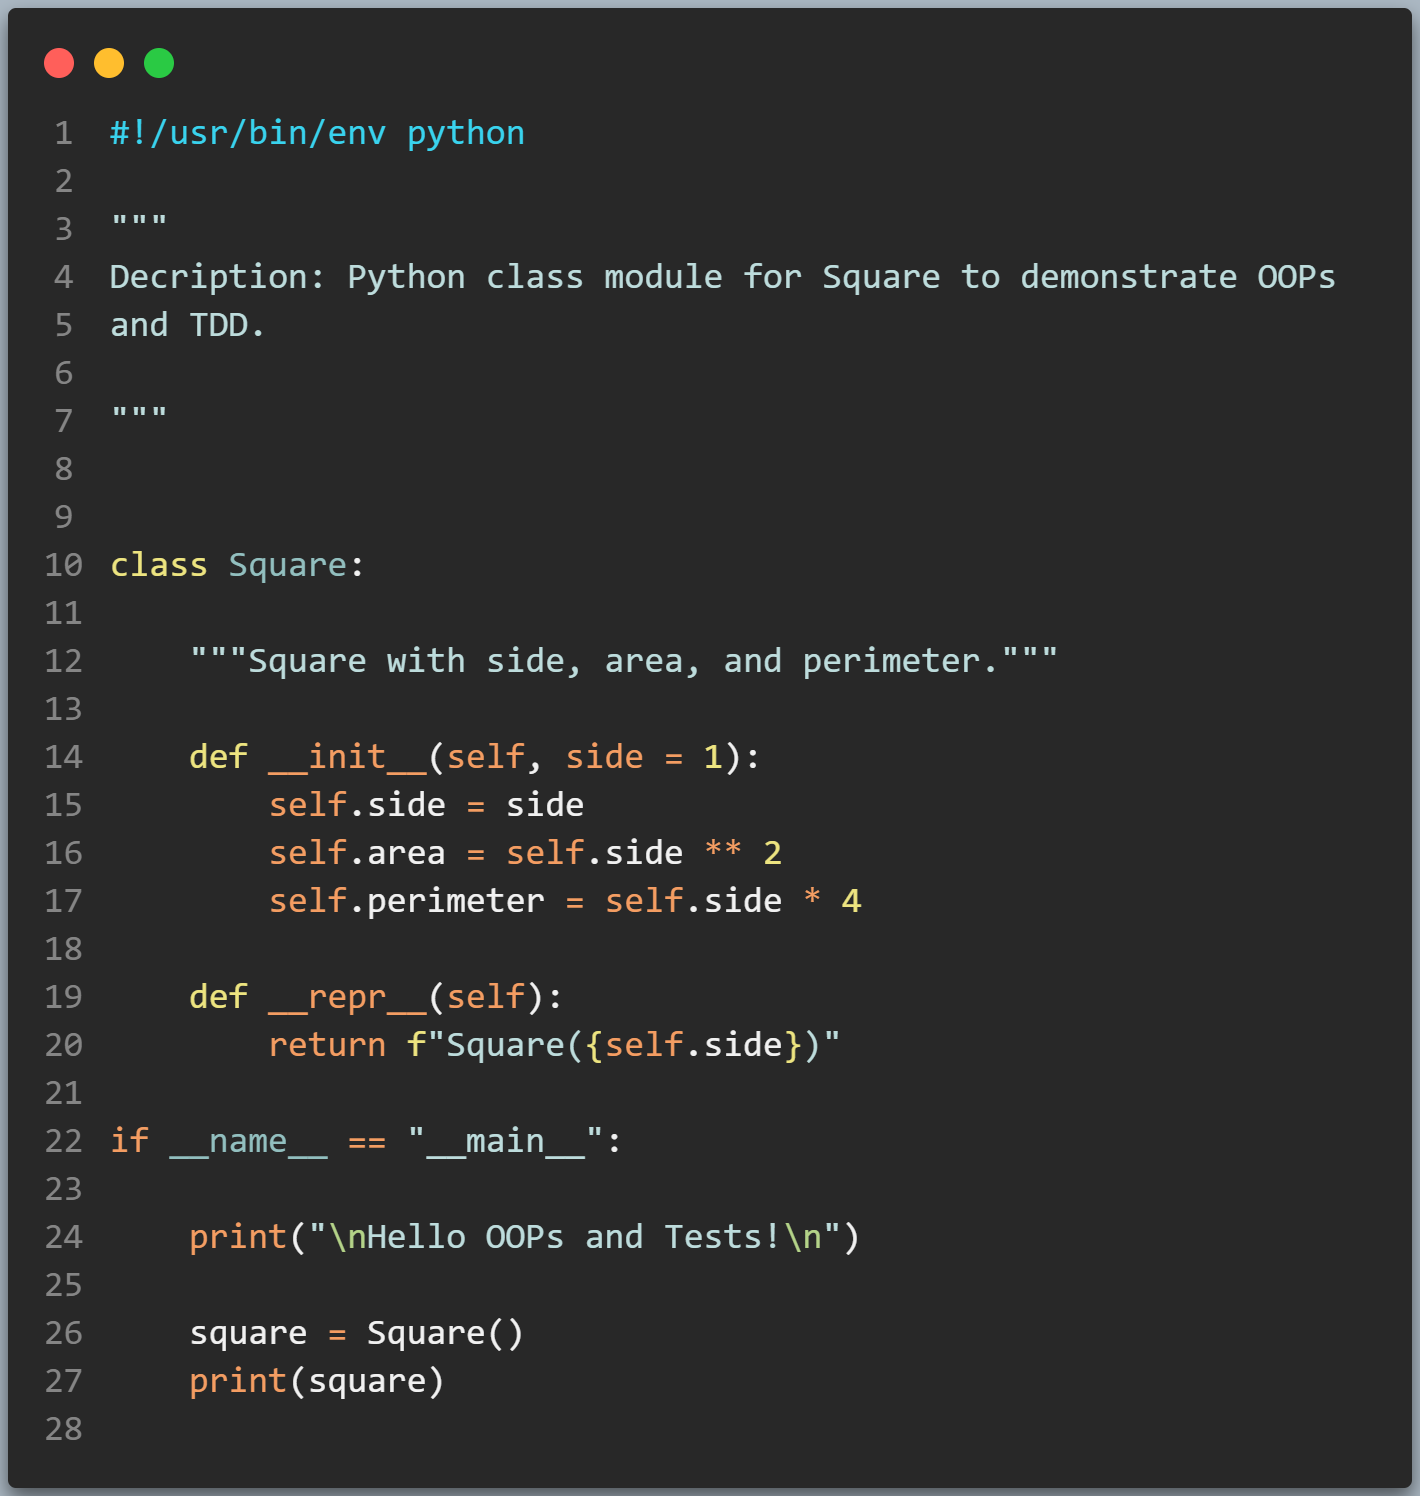 1 #!/usr/bin/env python
2
3 """
4 Decription: Python class module for Square to demonstrate OOPs
5 and TDD.
6
7 """
8
9
10 class Square:
11
12     """Square with side, area, and perimeter."""
13
14     def __init__(self, side = 1):
15         self.side = side
16         self.area = self.side ** 2
17         self.perimeter = self.side * 4
18
19     def __repr__(self):
20         return f"Square({self.side})"
21
22 if __name__ == "__main__":
23
24     print("\nHello OOPs and Tests!\n")
25
26     square = Square()
27     print(square)
28